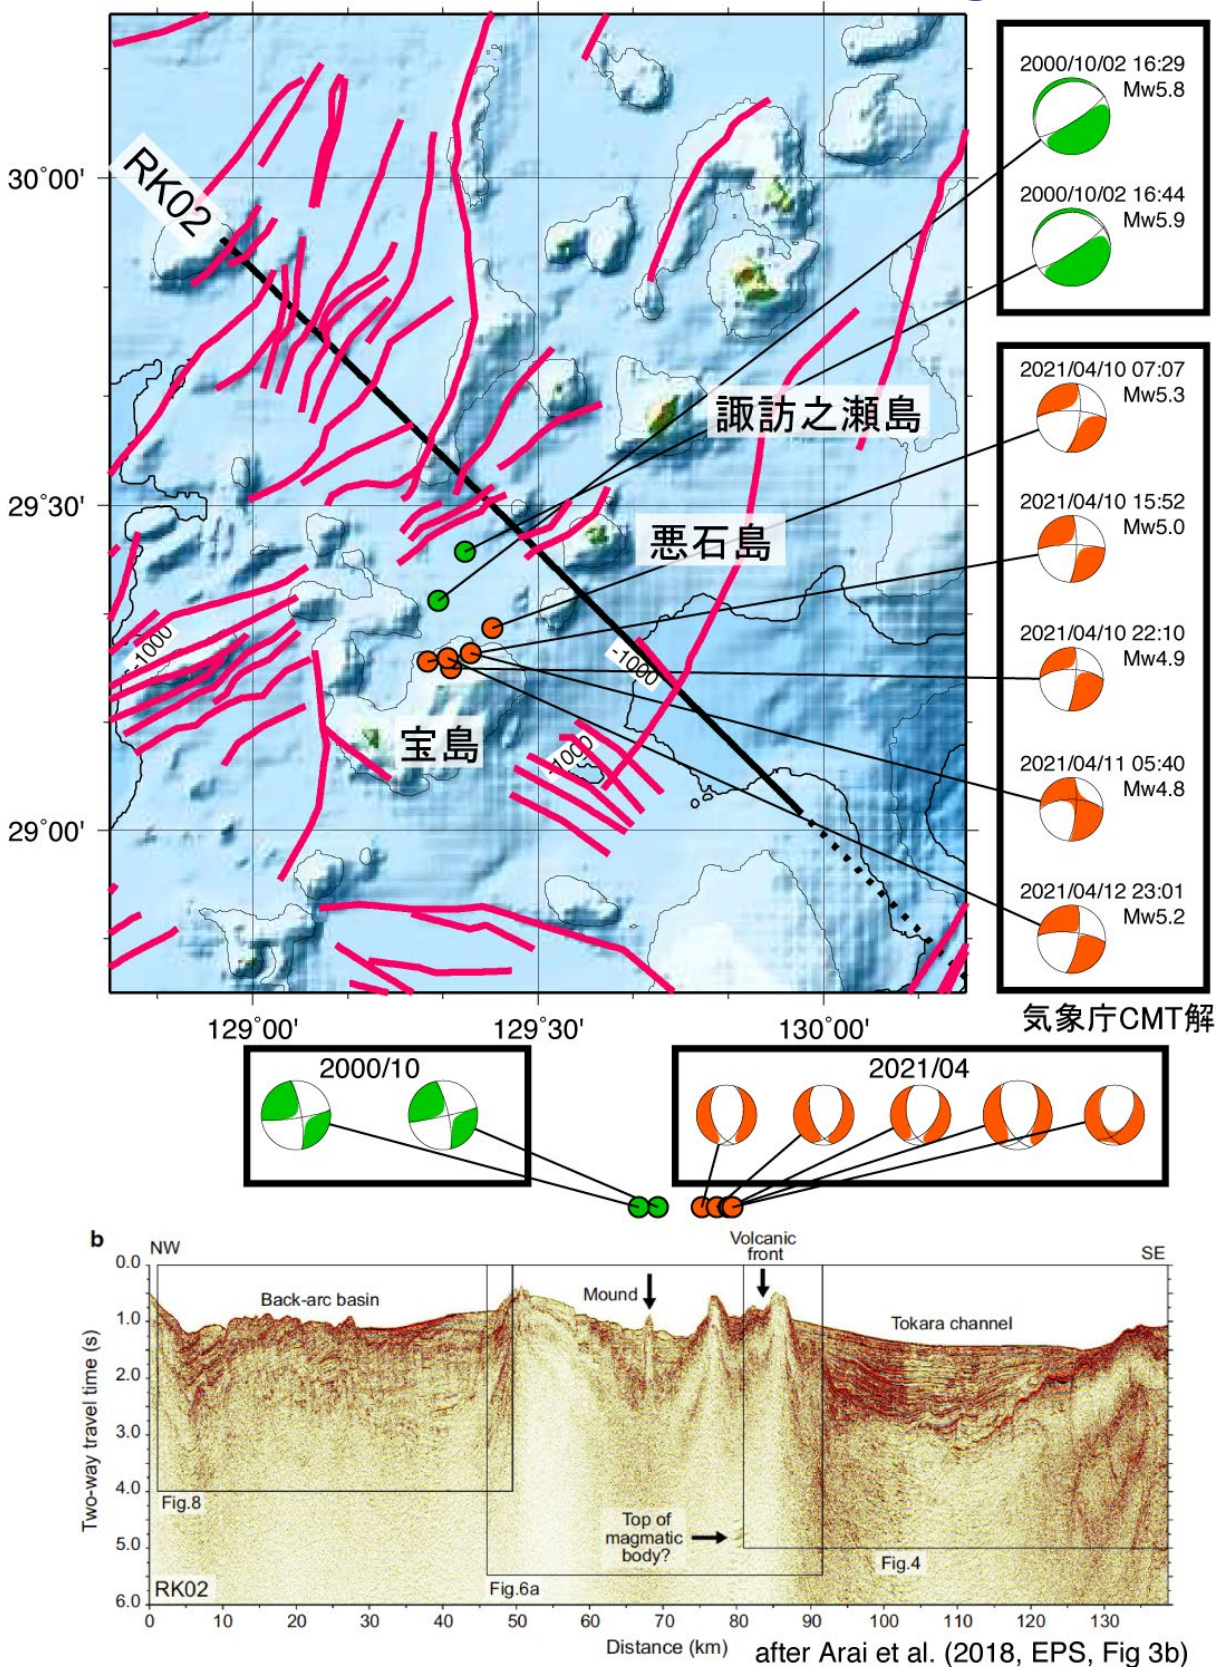 2000/10/02 16:29
Mw5.8
2000/10/02 16:44
Mw5.9
2021/04/10 07:07
Mw5.3
2021/04/10 15:52
Mw5.0
2021/04/10 22:10
Mw4.9
2021/04/11 05:40
Mw4.8
2021/04/12 23:01
Mw5.2
気象庁CMT解
RK02
諏訪之瀬島
悪石島
宝島
-1000
-1000
-1000
30°00'
29°30'
29°00'
129°00'
129°30'
130°00'
2000/10
2021/04
b
NW
SE
Volcanic
front
Mound
Back-arc basin
Tokara channel
Top of
magmatic
body?
Fig.8
Fig.6a
Fig.4
RK02
Two-way travel time (s)
0.0
1.0
2.0
3.0
4.0
5.0
6.0
0 10 20 30 40 50 60 70 80 90 100 110 120 130
Distance (km)
after Arai et al. (2018, EPS, Fig 3b)